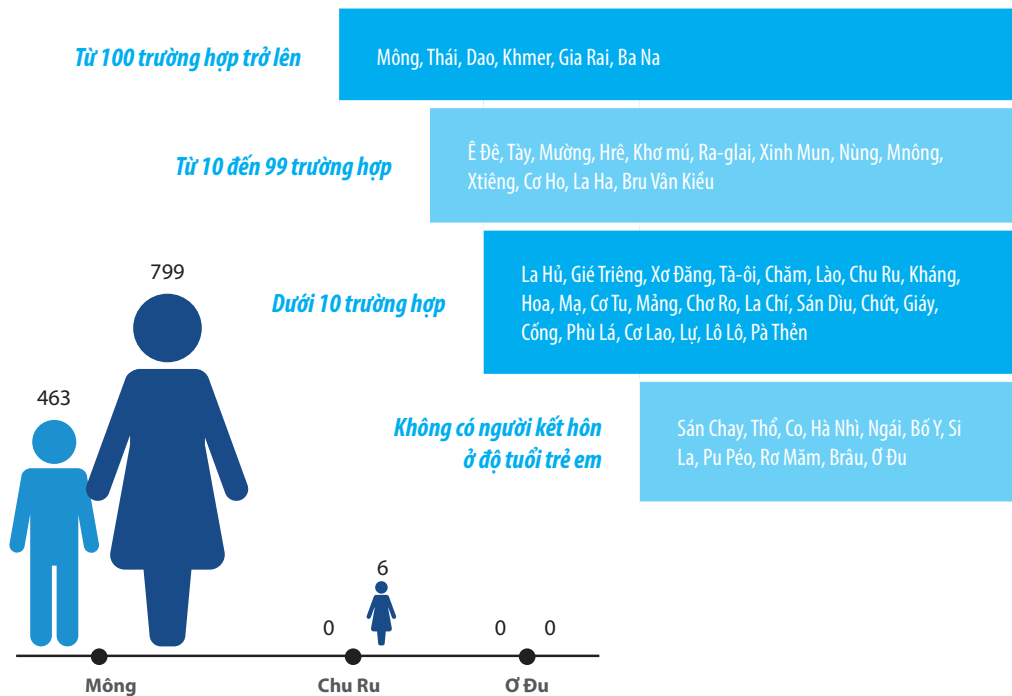 Từ 100 trường hợp trở lên
Mông, Thái, Dao, Khmer, Gia Rai, Ba Na
Từ 10 đến 99 trường hợp
Ê Đê, Tày, Mường, Hrê, Khơ mú, Ra-glai, Xinh Mun, Nùng, Mnông,
Xtiêng, Cơ Ho, La Ha, Bru Vân Kiều
Dưới 10 trường hợp
La Hủ, Gié Triêng, Xơ Đăng, Tà-ôi, Chăm, Lào, Chu Ru, Kháng,
Hoa, Mạ, Cơ Tu, Mảng, Chơ Ro, La Chí, Sán Dìu, Chứt, Giáy,
Cống, Phù Lá, Cơ Lao, Lự, Lô Lô, Pà Thẻn
Không có người kết hôn
ở độ tuổi trẻ em
Sán Chay, Thổ, Co, Hà Nhì, Ngái, Bố Y, Si
La, Pu Péo, Rơ Măm, Brâu, Ơ Đu
799
463
6
0
0
0
Mông
Chu Ru
Ơ Đu